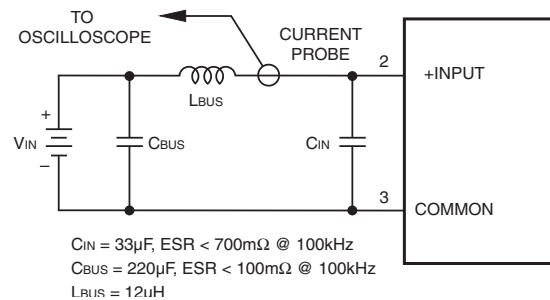 TO
OSCILLOSCOPE
CURRENT
PROBE
2
+INPUT
LBUS
+
VIN
–
CBUS
CIN
3
COMMON
CIN = 33µF, ESR < 700mΩ @ 100kHz
CBUS = 220µF, ESR < 100mΩ @ 100kHz
LBUS = 12µH